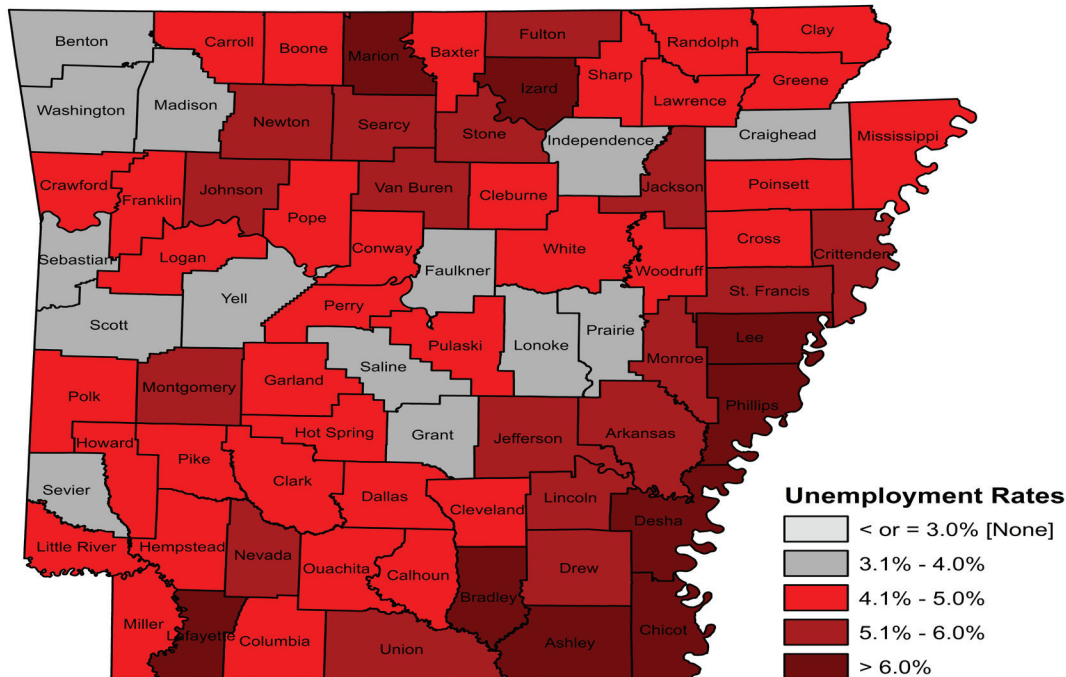 Benton
Carroll
Boone
Marion
Baxter
Fulton
Randolph
Clay
Izard
Sharp
Greene
Lawrence
Washington
Madison
Newton
Searcy
Stone
Independence
Craighead
Mississippi
Crawford
Franklin
Johnson
Pope
Van Buren
Cleburne
Jackson
Poinsett
Sebastian
Logan
Conway
White
Woodruff
Cross
Crittenden
Faulkner
Yell
Scott
Perry
Pulaski
Lonoke
Prairie
St. Francis
Monroe
Lee
Saline
Polk
Montgomery
Garland
Phillips
Hot Spring
Grant
Jefferson
Arkansas
Howard
Pike
Clark
Sevier
Dallas
Cleveland
Lincoln
Desha
Little River
Hempstead
Nevada
Ouachita
Calhoun
Bradley
Drew
Miller
Lafayette
Columbia
Union
Ashley
Chicot
Unemployment Rates
< or = 3.0% [None]
3.1% - 4.0%
4.1% - 5.0%
5.1% - 6.0%
> 6.0%